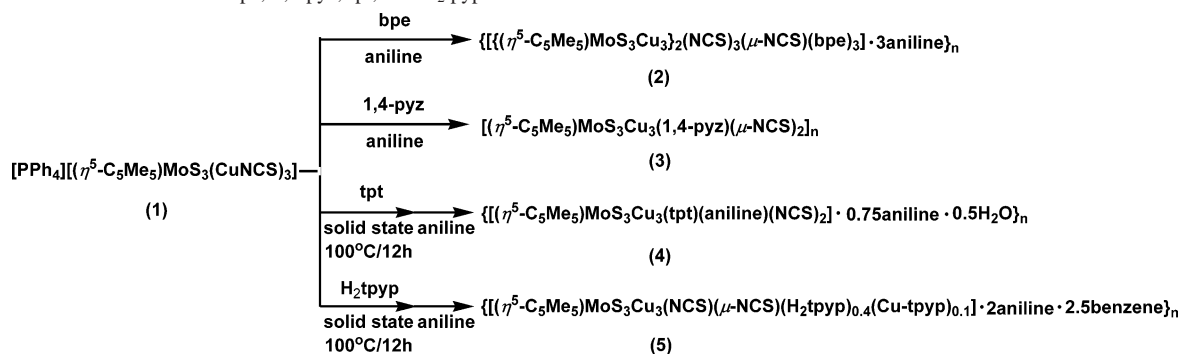 bpe
aniline
{[{(η⁵-C₅Me₅)MoS₃Cu₃}₂(NCS)₃(μ-NCS)(bpe)₃]·3aniline}ₙ
(2)
1,4-pyz
aniline
[(η⁵-C₅Me₅)MoS₃Cu₃(1,4-pyz)(μ-NCS)₂]ₙ
(3)
[PPh₄][(η⁵-C₅Me₅)MoS₃(CuNCS)₃]
(1)
tpt
solid state aniline
100°C/12h
{[(η⁵-C₅Me₅)MoS₃Cu₃(tpt)(aniline)(NCS)₂]·0.75aniline·0.5H₂O}ₙ
(4)
H₂tpyp
solid state aniline
100°C/12h
{[(η⁵-C₅Me₅)MoS₃Cu₃(NCS)(μ-NCS)(H₂tpyp)₀.₄(Cu-tpyp)₀.₁]·2aniline·2.5benzene}ₙ
(5)